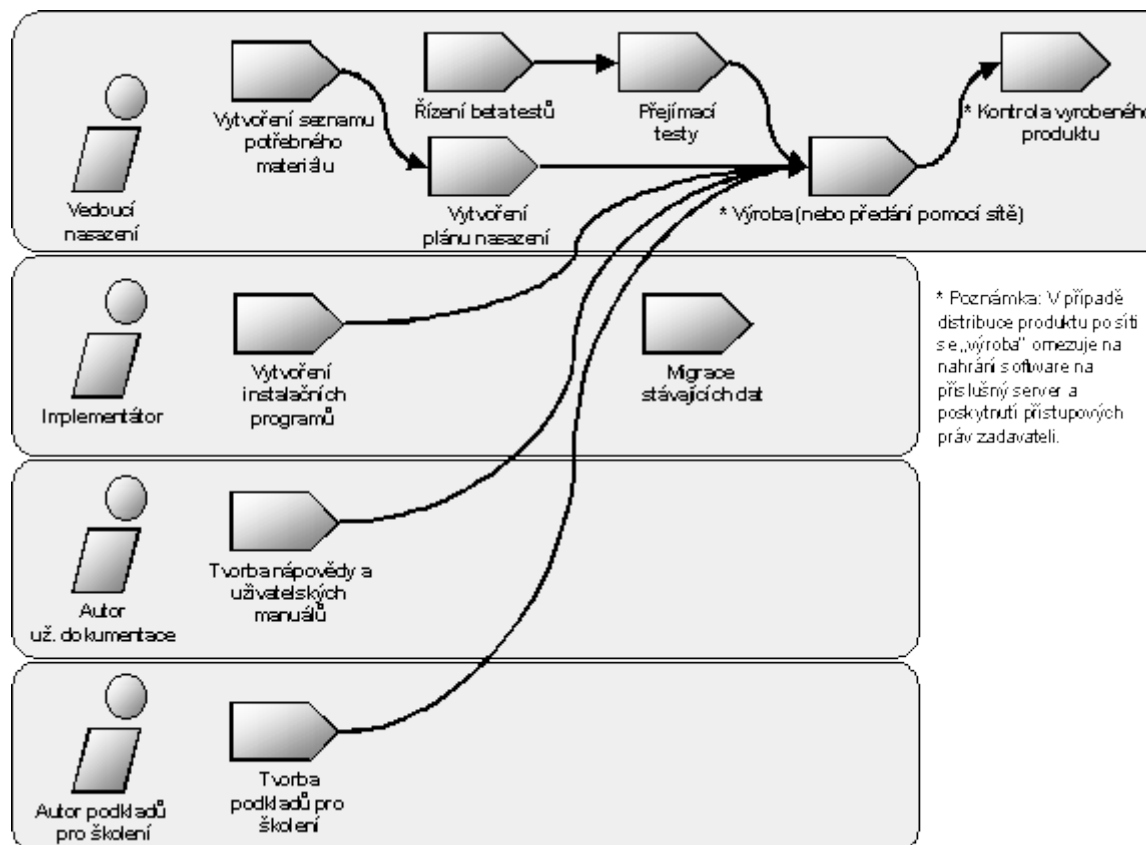 Vytvoření seznamu
potřebného
materiálu
Řízení beta testů
Přejímací
testy
* Kontrola vyrobeného
produktu
Vedoucí
nasazení
Vytvoření
plánu nasazení
* Výroba (nebo předání pomocí sítě)
Implementátor
Vytvoření
instalačních
programů
Migrace
stávajících dat
* Poznámka: V případě
distribuce produktu po síti
se „výroba“ omezuje na
nahrání software na
příslušný server a
poskytnutí přístupových
práv zadavateli.
Autor
už. dokumentace
Tvorba nápovědy a
uživatelských
manuálů
Autor podkladů
pro školení
Tvorba
podkladů pro
školení